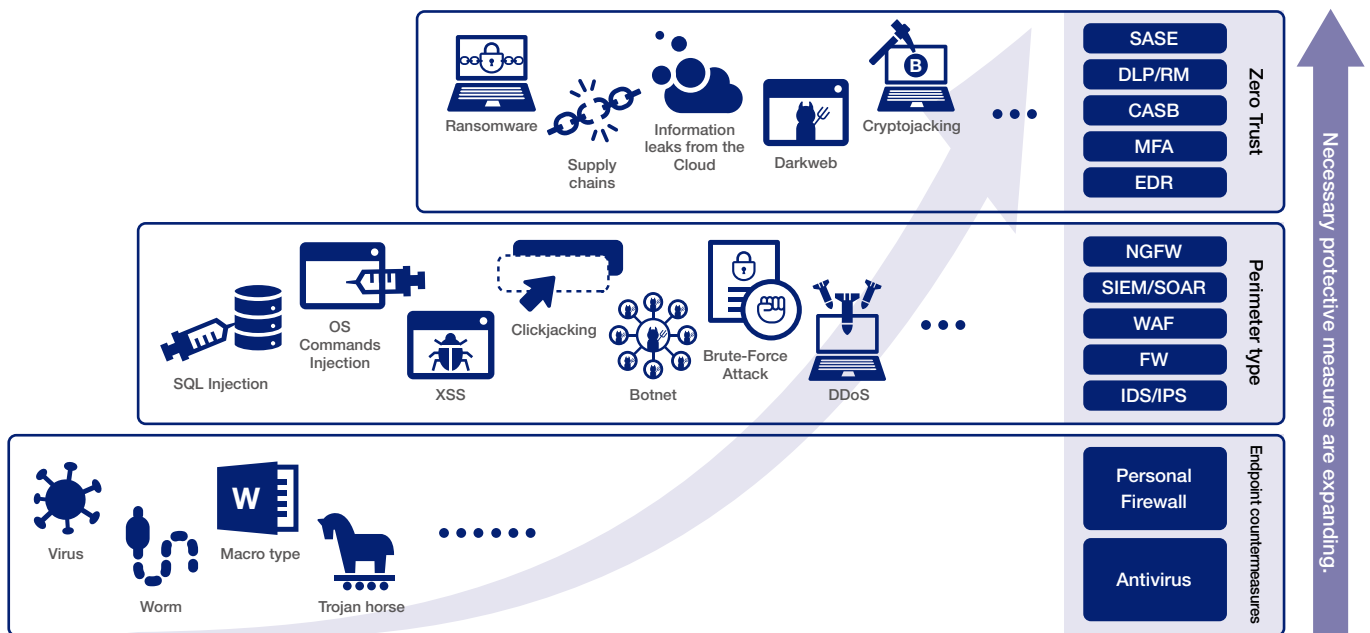 Ransomware
Supply
chains
Information
leaks from the
Cloud
Darkweb
B
Cryptojacking
SASE
DLP/RM
CASB
MFA
EDR
Zero Trust
SQL Injection
OS
Commands
Injection
XSS
Clickjacking
Botnet
Brute-Force
Attack
DDoS
NGFW
SIEM/SOAR
WAF
FW
IDS/IPS
Perimeter type
Virus
Worm
W
Macro type
Trojan horse
Personal
Firewall
Antivirus
Endpoint countermeasures
Necessary protective measures are expanding.